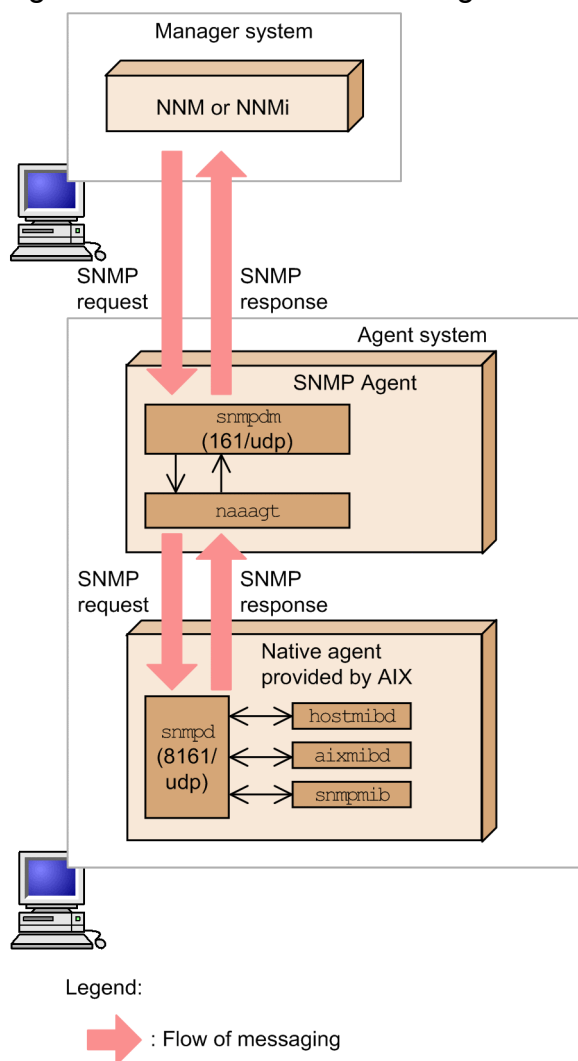 Manager system
NNM or NNMi
SNMP
request
SNMP
response
Agent system
SNMP Agent
snmpdm
(161/udp)
naaagt
SNMP
request
SNMP
response
Native agent
provided by AIX
snmpd
(8161/
udp)
hostmibd
aixmibd
snmpmib
Legend:
: Flow of messaging